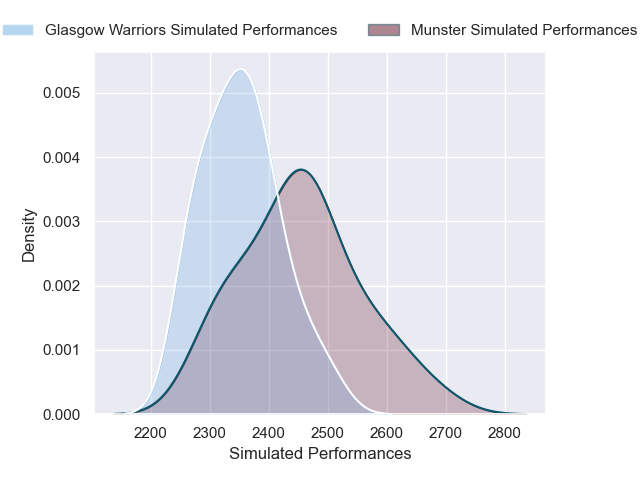 Glasgow Warriors Simulated Performances Munster Simulated Performances
0.005
0.004
0.003
0.002
0.001
0.000
Density
2200 2300 2400 2500 2600 2700 2800
Simulated Performances